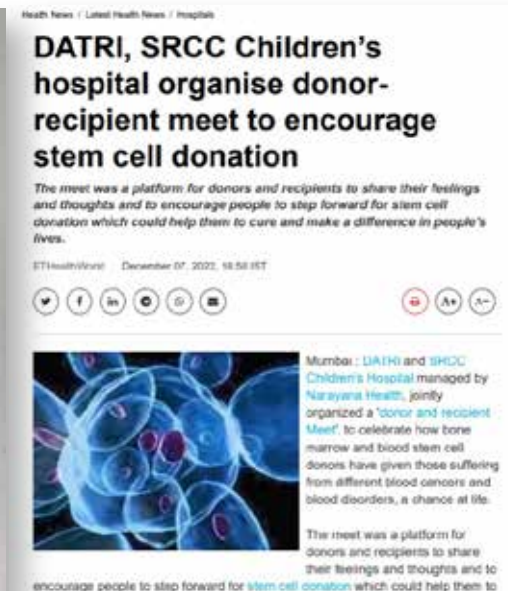 Health News / Latest Health News / Hospitals
DATRI, SRCC Children's
hospital organise donor-
recipient meet to encourage
stem cell donation
The meet was a platform for donors and recipients to share their feelings
and thoughts and to encourage people to step forward for stem cell
donation which could help them to cure and make a difference in people's
lives.
ETHealthWorld December 07, 2022, 18:58 IST
f in A+ A-
Mumbai : DATRI and SRCC
Children's Hospital managed by
Narayana Health, jointly
organized a 'donor and recipient
Meet', to celebrate how bone
marrow and blood stem cell
donors have given those suffering
from different blood cancers and
blood disorders, a chance at life.
The meet was a platform for
donors and recipients to share
their feelings and thoughts and to
encourage people to step forward for stem cell donation which could help them to